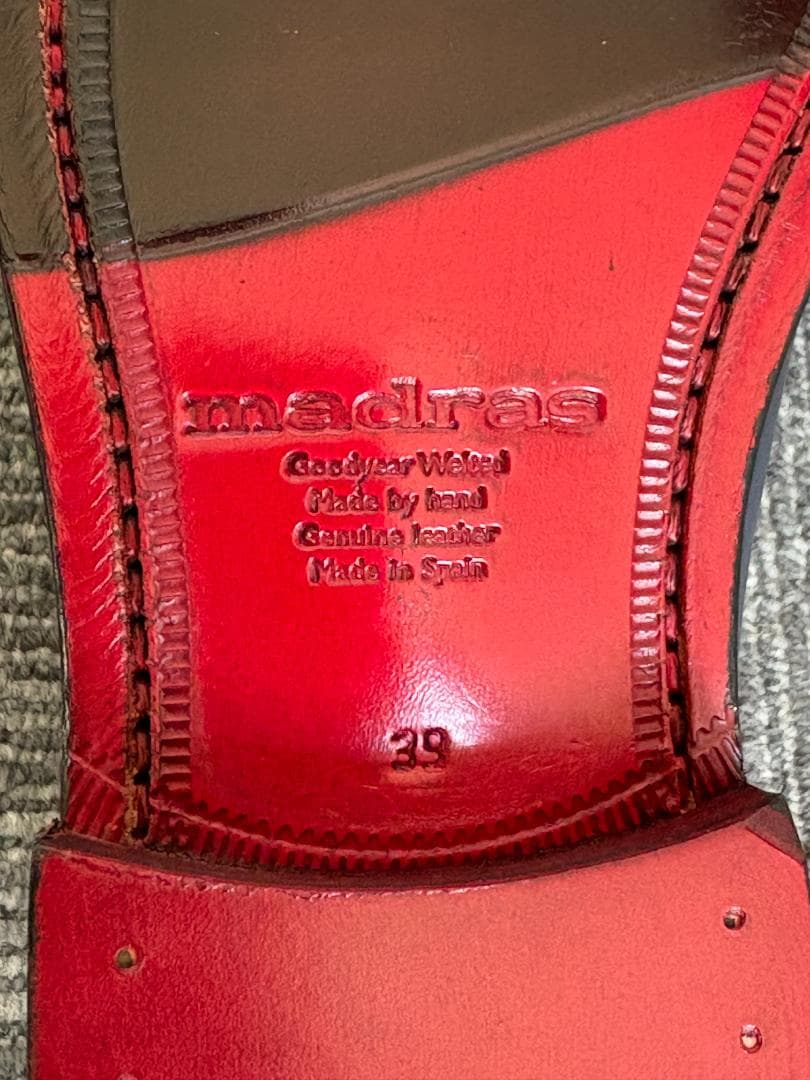 madras
Goodyear Welted
Made by hand
Genuine leather
Made in Spain
39